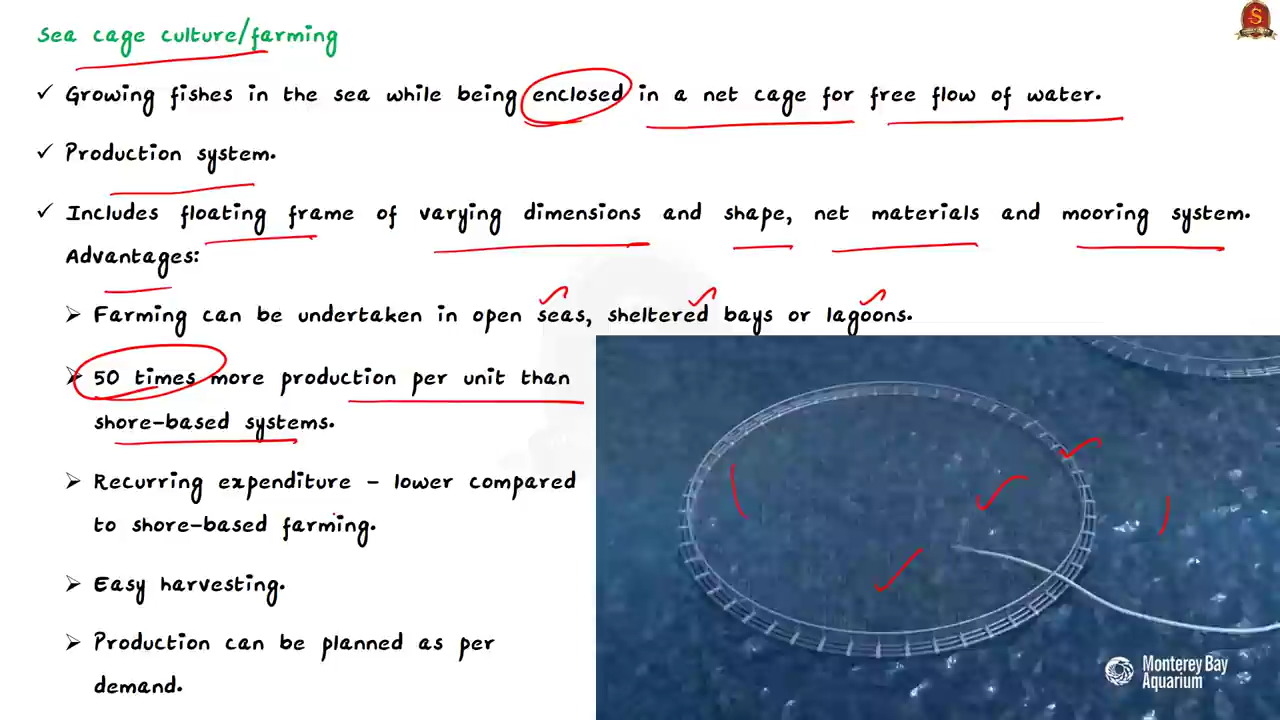 Sea cage culture/farming
✓ Growing fishes in the sea while being enclosed in a net cage for free flow of water.
✓ Production system.
✓ Includes floating frame of varying dimensions and shape, net materials and mooring system.
Advantages:
➤ Farming can be undertaken in open seas, sheltered bays or lagoons.
➤ 50 times more production per unit than
shore-based systems.
➤ Recurring expenditure – lower compared
to shore-based farming.
➤ Easy harvesting.
➤ Production can be planned as per
demand.
Monterey Bay
Aquarium